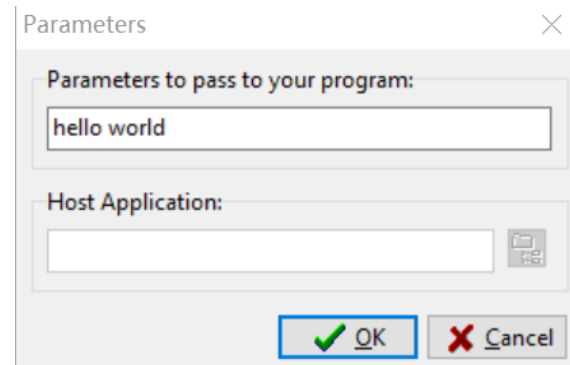 Parameters
Parameters to pass to your program:
hello world
Host Application:
OK
Cancel